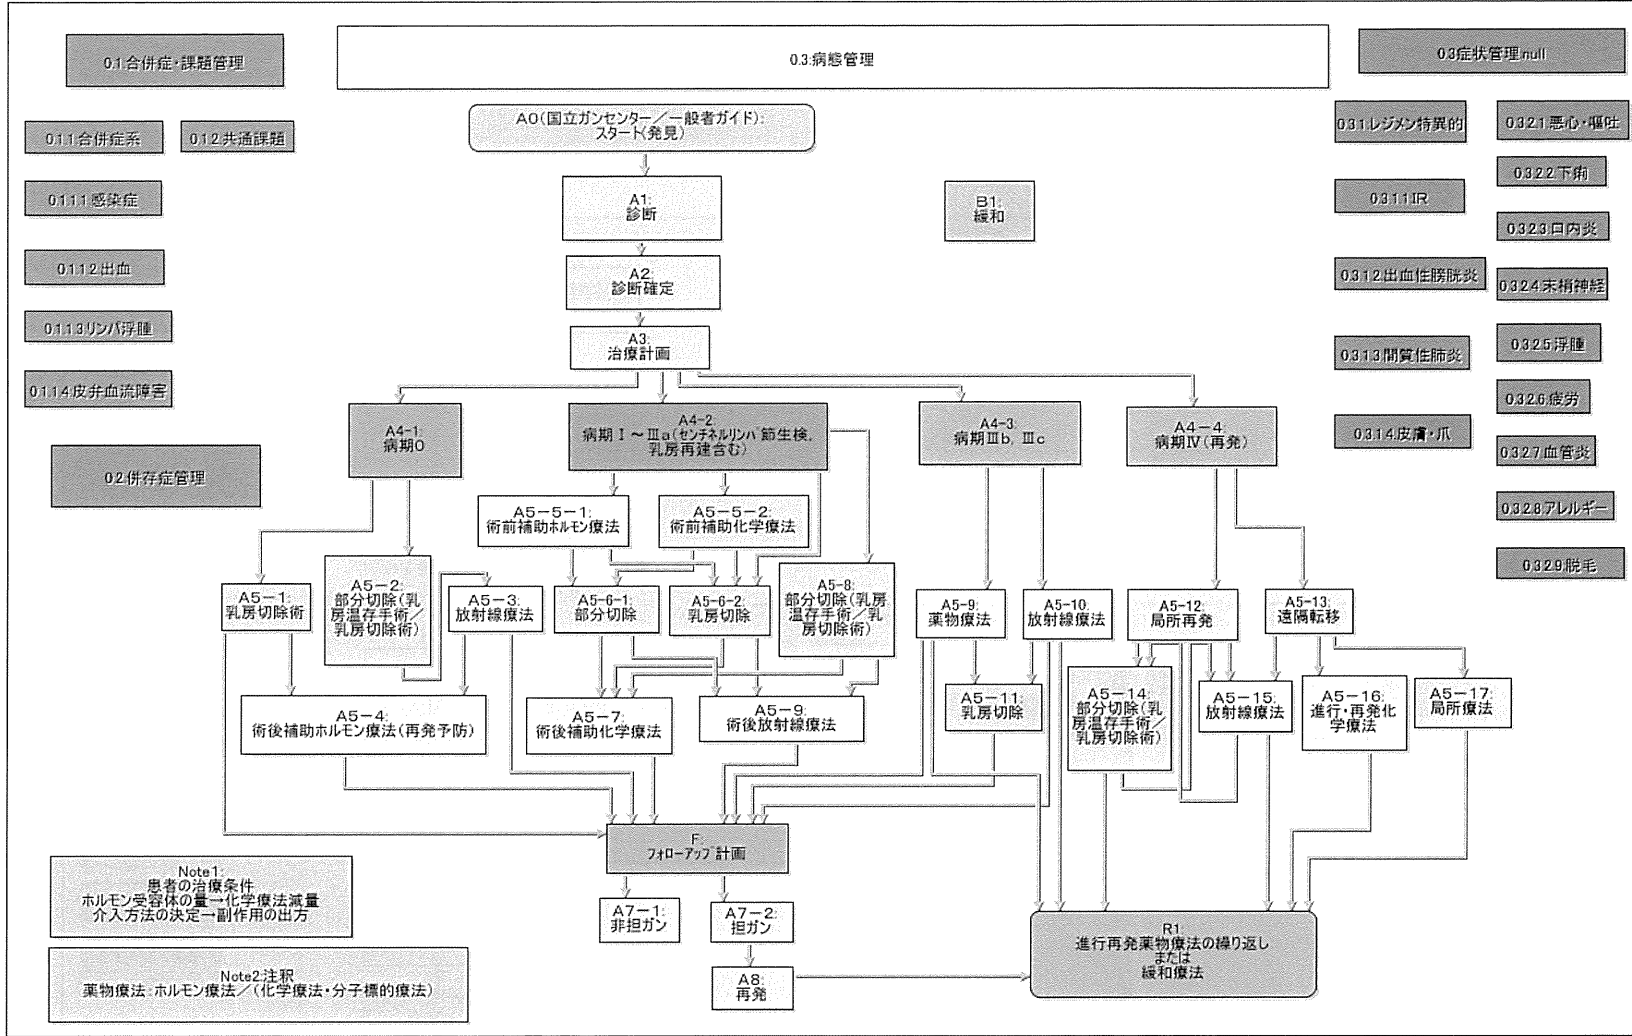 0.1:合併症・課題管理
0.3:病態管理
0.3症状管理:null
0.1.1:合併症系
0.1.2:共通課題
0.1.1.1:感染症
0.1.1.2:出血
0.1.1.3:リンパ浮腫
0.1.1.4:皮弁血流障害
0.2:併存症管理
A0(国立ガンセンター/一般者ガイド):
スタート(発見)
A1:
診断
A2:
診断確定
A3:
治療計画
B1:
緩和
0.3.1:レジメン特異的
0.3.1.1:IR
0.3.1.2:出血性膀胱炎
0.3.1.3:間質性肺炎
0.3.1.4:皮膚・爪
0.3.2.1:悪心・嘔吐
0.3.2.2:下痢
0.3.2.3:口内炎
0.3.2.4:末梢神経
0.3.2.5:浮腫
0.3.2.6:疲労
0.3.2.7:血管炎
0.3.2.8:アレルギー
0.3.2.9:脱毛
A4-1:
病期0
A4-2:
病期Ⅰ~Ⅲa(センチネルリンパ節生検,
乳房再建含む)
A4-3:
病期Ⅲb, Ⅲc
A4-4:
病期Ⅳ(再発)
A5-5-1:
術前補助ホルモン療法
A5-5-2:
術前補助化学療法
A5-1:
乳房切除術
A5-2:
部分切除(乳
房温存手術/
乳房切除術)
A5-3:
放射線療法
A5-6-1:
部分切除
A5-6-2:
乳房切除
A5-8:
部分切除(乳房
温存手術/乳
房切除術)
A5-9:
薬物療法
A5-10:
放射線療法
A5-12:
局所再発
A5-13:
遠隔転移
A5-4:
術後補助ホルモン療法(再発予防)
A5-7:
術後補助化学療法
A5-9:
術後放射線療法
A5-11:
乳房切除
A5-14:
部分切除(乳
房温存手術/
乳房切除術)
A5-15:
放射線療法
A5-16:
進行・再発化
学療法
A5-17:
局所療法
F:
フォローアップ計画
A7-1:
非担ガン
A7-2:
担ガン
A8:
再発
R1
進行再発薬物療法の繰り返し
または
緩和療法
Note1:
患者の治療条件
ホルモン受容体の量→化学療法減量
介入方法の決定→副作用の出方
Note2:注釈
薬物療法:ホルモン療法/(化学療法・分子標的療法)